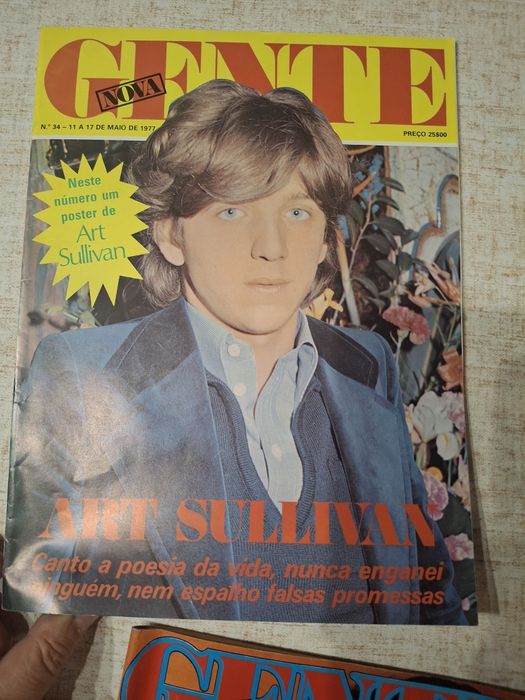 GENTE
NOVA
N.º 34 – 11 A 17 DE MAIO DE 1977
PREÇO 25$00
Neste
número um
poster de
Art
Sullivan
ART SULLIVAN
Canto a poesia da vida, nunca enganei
ninguém, nem espalho falsas promessas